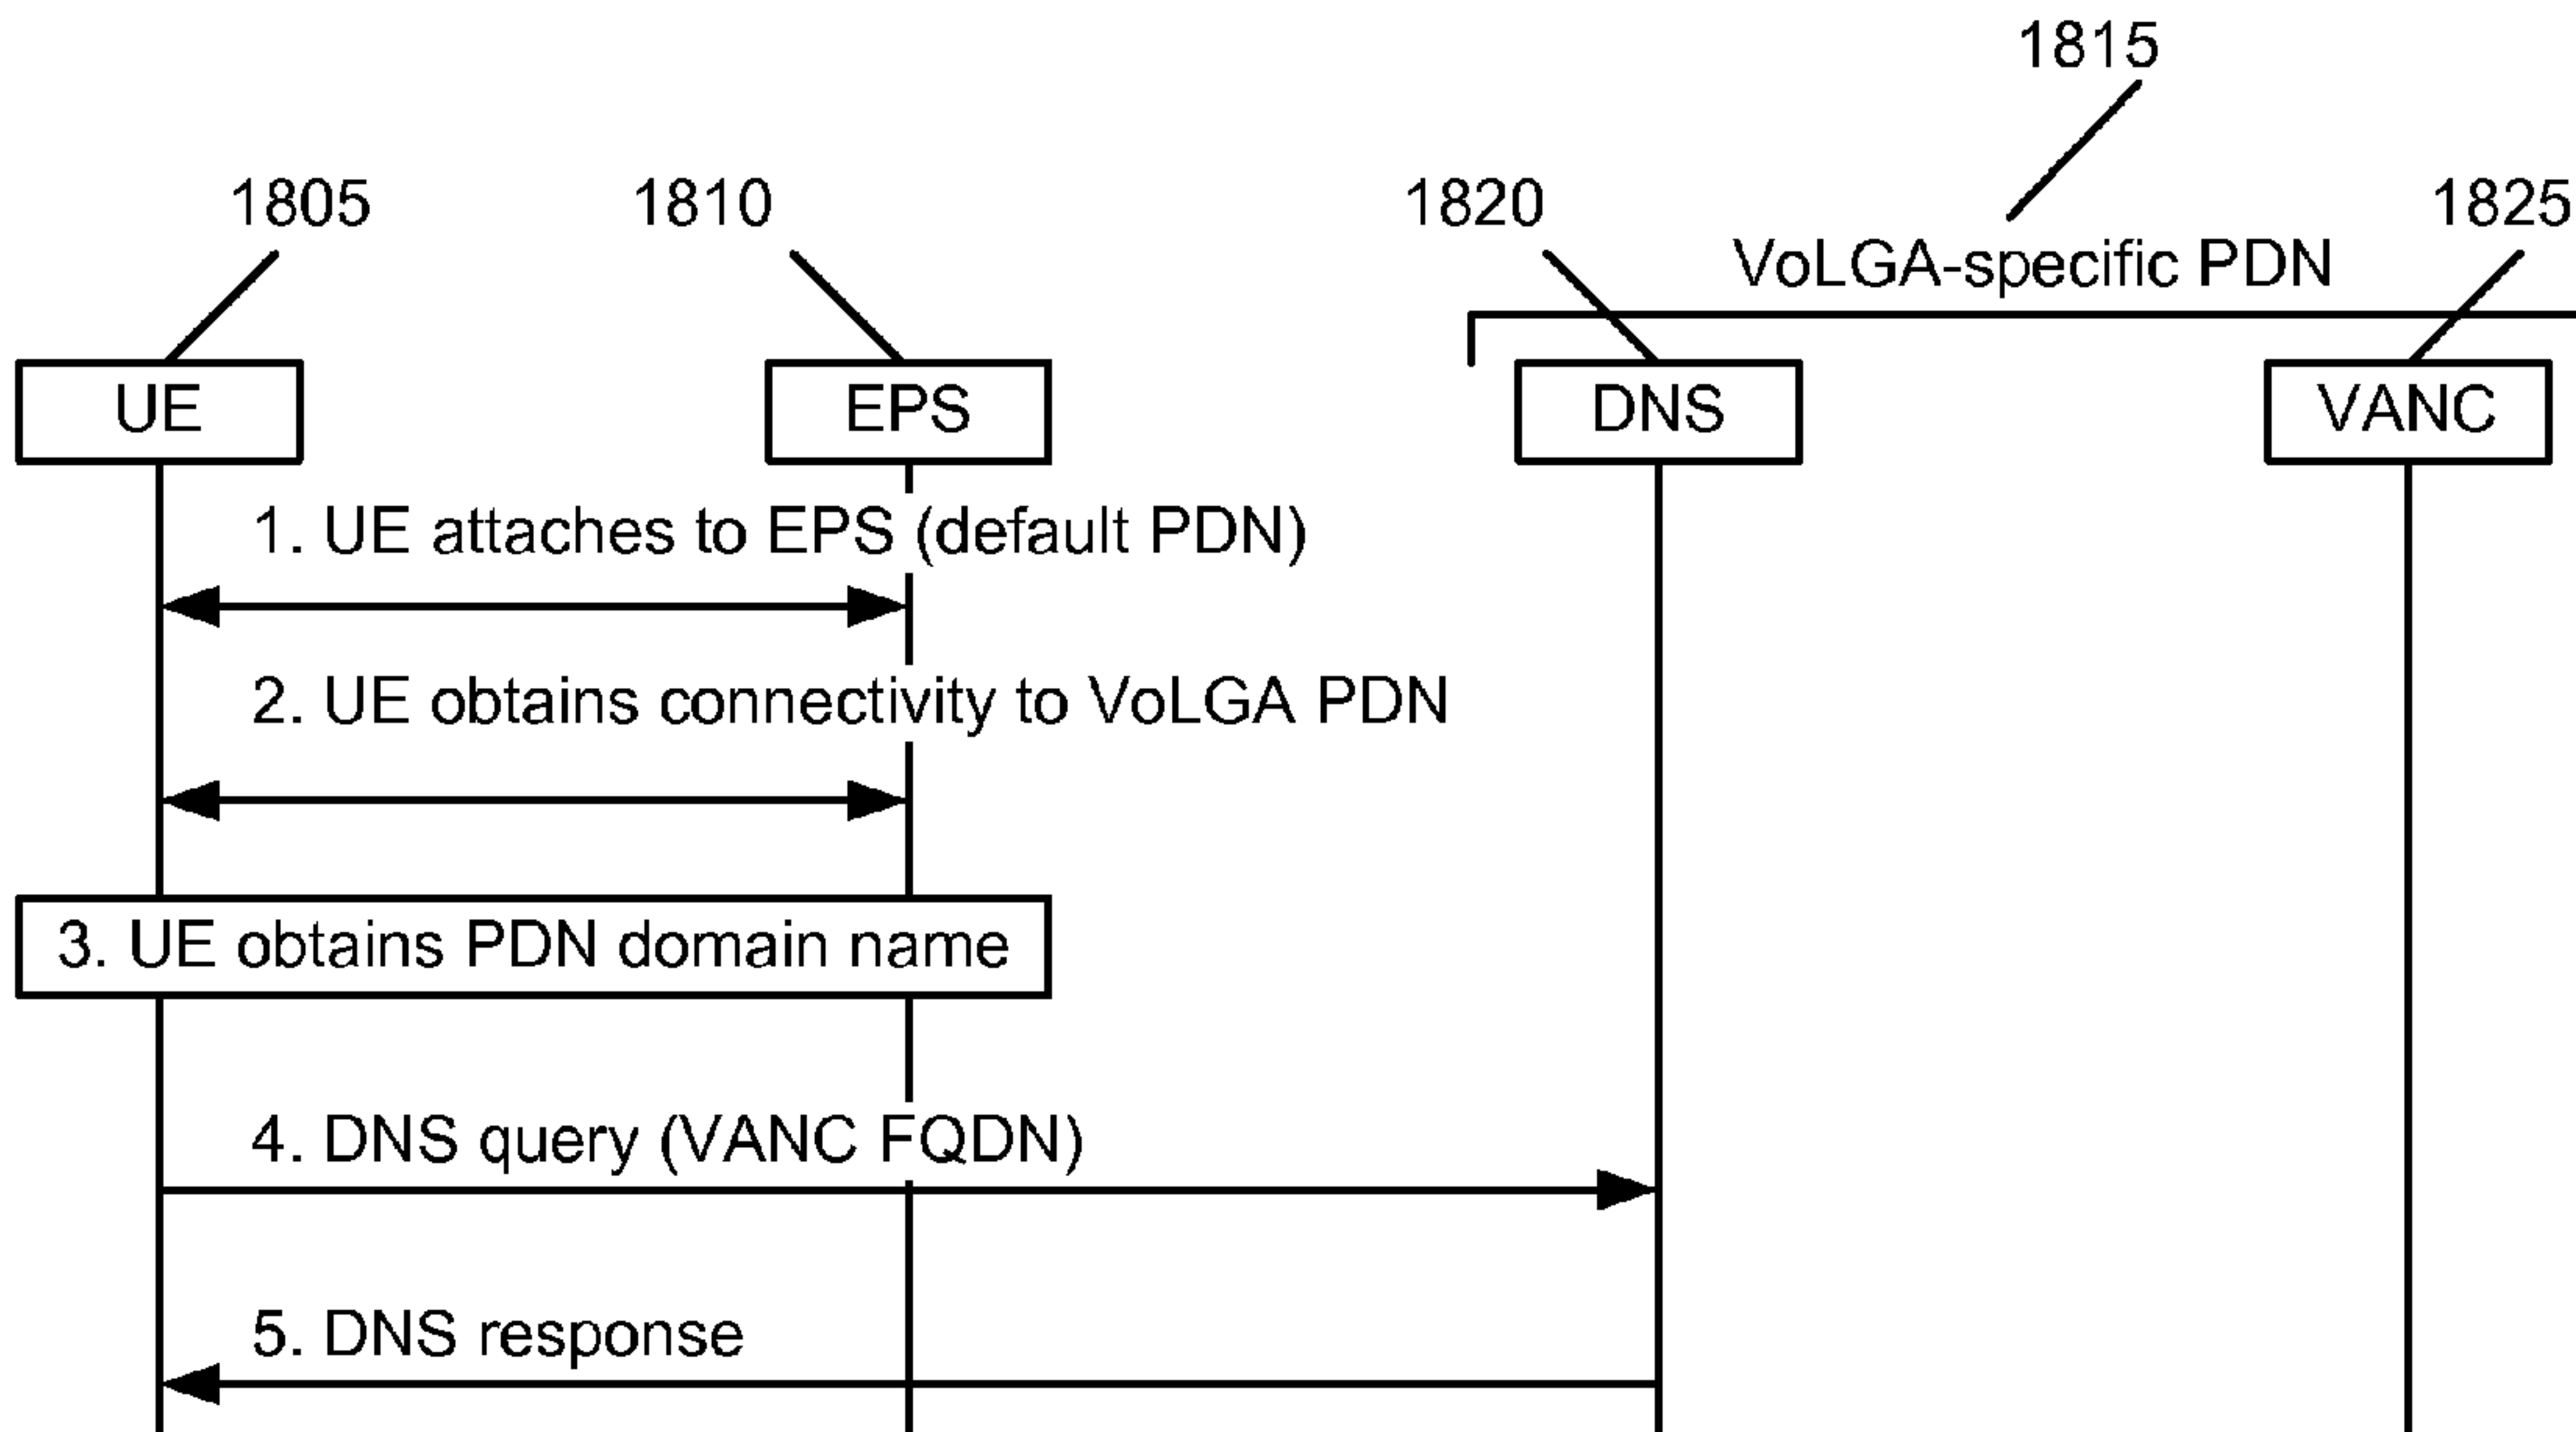 1815
1805
1810
1820
1825
VoLGA-specific PDN
UE
EPS
DNS
VANC
1. UE attaches to EPS (default PDN)
2. UE obtains connectivity to VoLGA PDN
3. UE obtains PDN domain name
4. DNS query (VANC FQDN)
5. DNS response